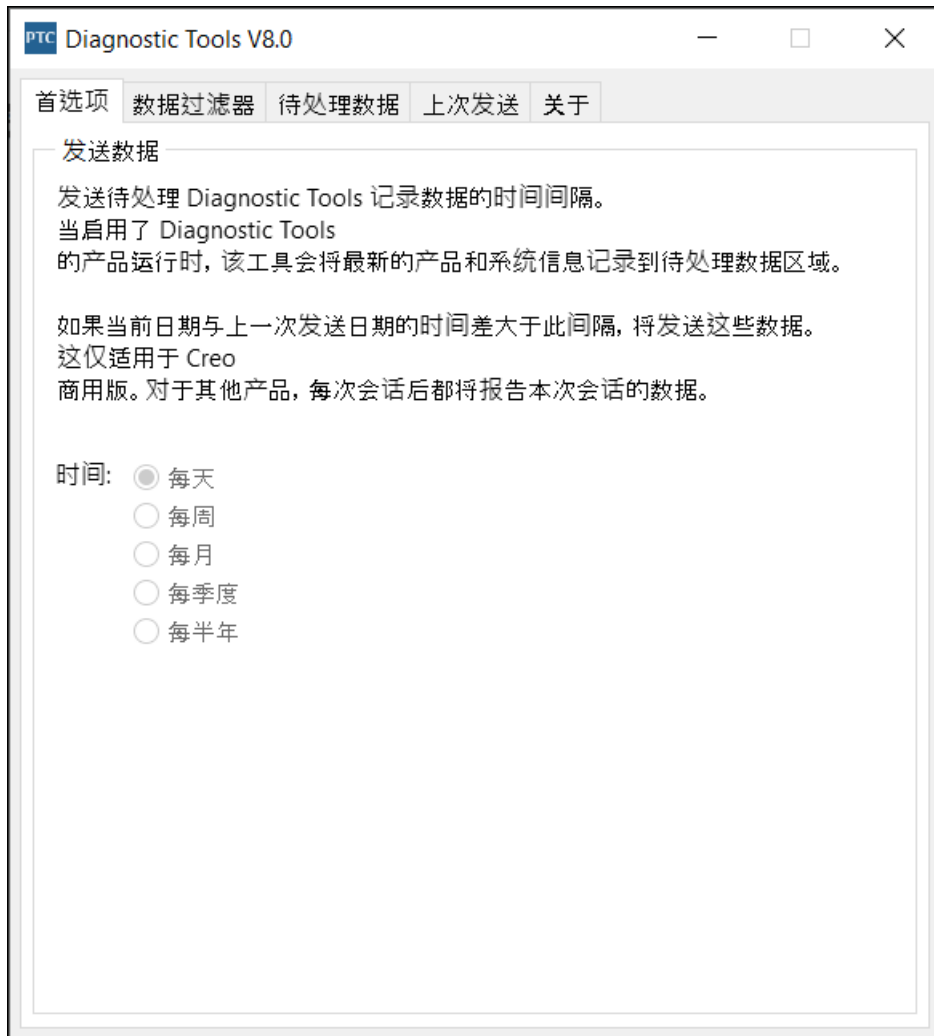 PTC Diagnostic Tools V8.0
首选项 数据过滤器 待处理数据 上次发送 关于
发送数据
发送待处理 Diagnostic Tools 记录数据的时间间隔。
当启用了 Diagnostic Tools
的产品运行时, 该工具会将最新的产品和系统信息记录到待处理数据区域。
如果当前日期与上一次发送日期的时间差大于此间隔, 将发送这些数据。
这仅适用于 Creo
商用版。对于其他产品, 每次会话后都将报告本次会话的数据。
时间: 每天
每周
每月
每季度
每半年